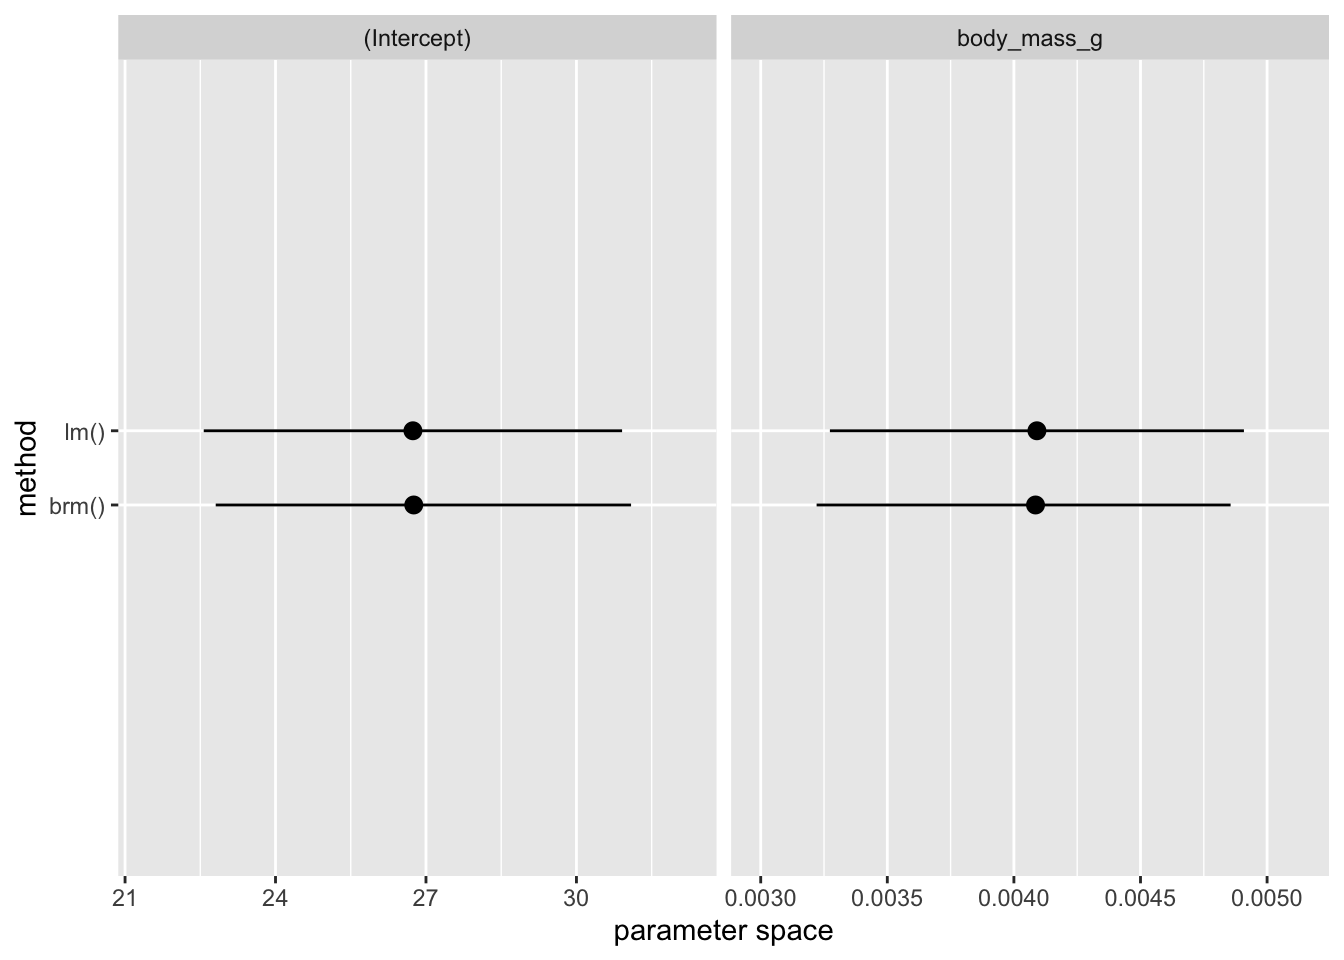 (Intercept)
body_mass_g
method
lm()
brm()
21 24 27 30
0.0030 0.0035 0.0040 0.0045 0.0050
parameter space